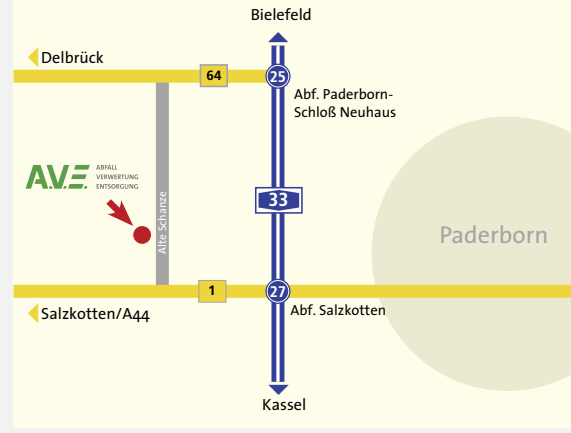 Bielefeld
Delbrück
64
25
Abf. Paderborn-
Schloß Neuhaus
A.V.E.
ABFALL
VERWERTUNG
ENTSORGUNG
Alte Schanze
33
Paderborn
1
27
Salzkotten/A44
Abf. Salzkotten
Kassel